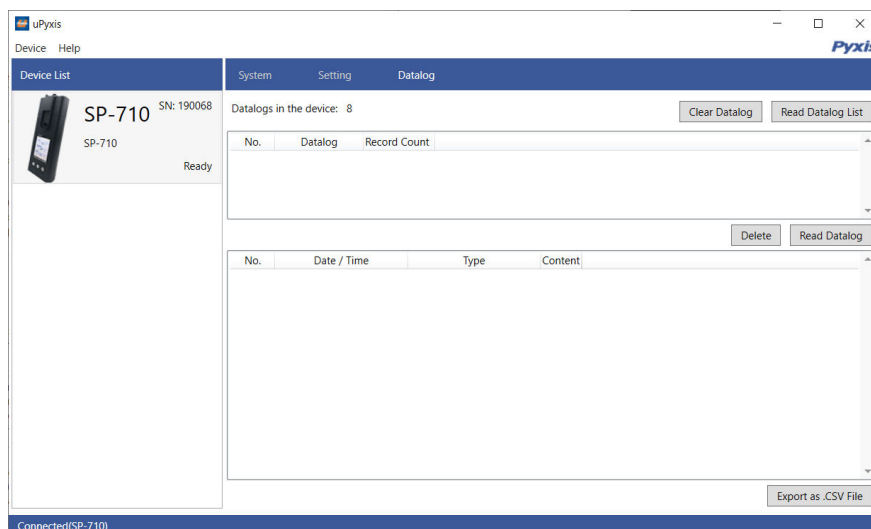 uPyxis
Device Help
Pyxis
Device List
System Setting Datalog
SP-710 SN: 190068
SP-710
Ready
Datalogs in the device: 8
Clear Datalog Read Datalog List
No. Datalog Record Count
Delete Read Datalog
No. Date / Time Type Content
Export as .CSV File
Connected(SP-710)